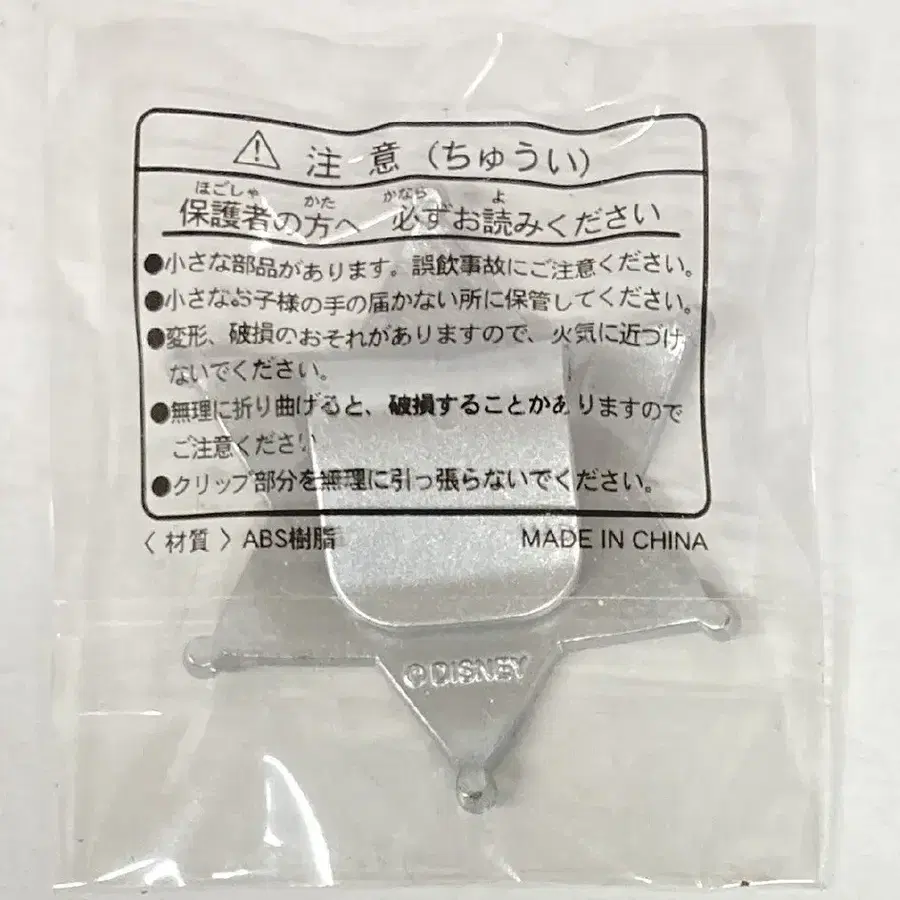 注 意（ちゅうい）
ほごしゃ かた かなら よ
保護者の方へ 必ずお読みください
●小さな部品があります。誤飲事故にご注意ください。
●小さなお子様の手の届かない所に保管してください。
●変形、破損のおそれがありますので、火気に近づけ
ないでください。
●無理に折り曲げると、破損することがありますので
ご注意ください
●クリップ部分を無理に引っ張らないでください。
〈 材質 〉ABS樹脂 MADE IN CHINA
©DISNEY